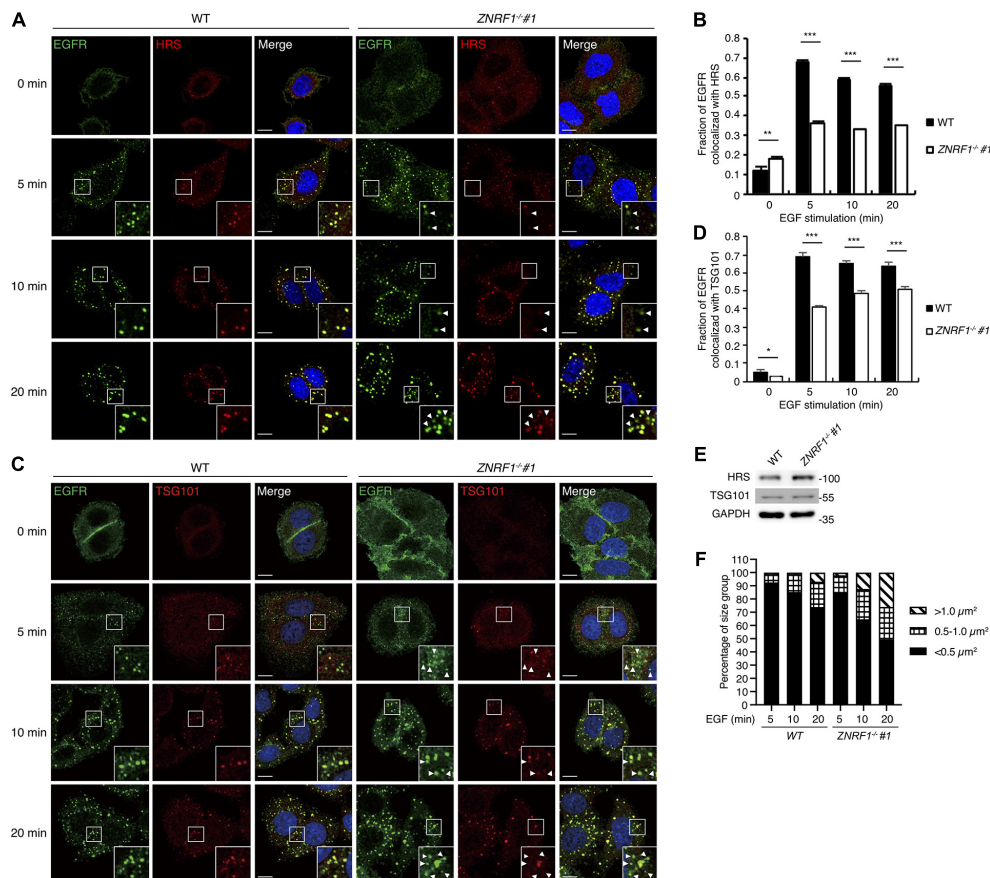 A
WT
ZNRF1-/-#1
EGFR HRS Merge EGFR HRS Merge
0 min
5 min
10 min
20 min
B
Fraction of EGFR
colocalizad with HRS
0.8
0.7
0.6
0.5
0.4
0.3
0.2
0.1
**
***
***
***
0 5 10 20
EGF stimulation (min)
WT
ZNRF1-/-#1
C
WT
ZNRF1-/-#1
EGFR TSG101 Merge EGFR TSG101 Merge
0 min
5 min
10 min
20 min
D
Fraction of EGFR
colocalizad with TSG101
0.8
0.7
0.6
0.5
0.4
0.3
0.2
0.1
0
*
***
***
***
0 5 10 20
EGF stimulation (min)
WT
ZNRF1-/-#1
E
WT ZNRF1-/-#1
HRS -100
TSG101 -55
GAPDH -35
F
Percentage of size group
110
100
90
80
70
60
50
40
30
20
10
0
EGF (min) 5 10 20 5 10 20
WT ZNRF1-/-#1
>1.0 μm²
0.5-1.0 μm²
<0.5 μm²